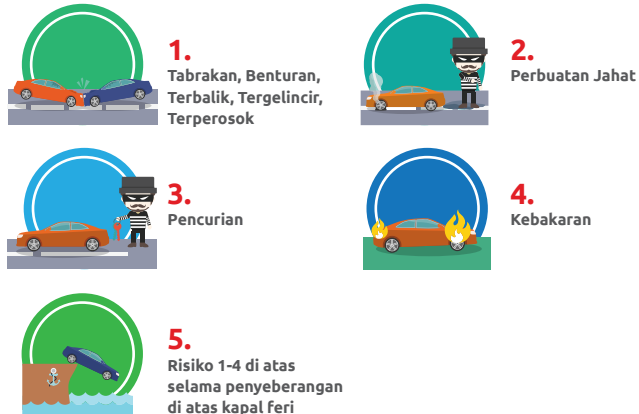 1.
Tabrakan, Benturan,
Terbalik, Tergelincir,
Terperosok
2.
Perbuatan Jahat
3.
Pencurian
4.
Kebakaran
5.
Risiko 1-4 di atas
selama penyeberangan
di atas kapal feri